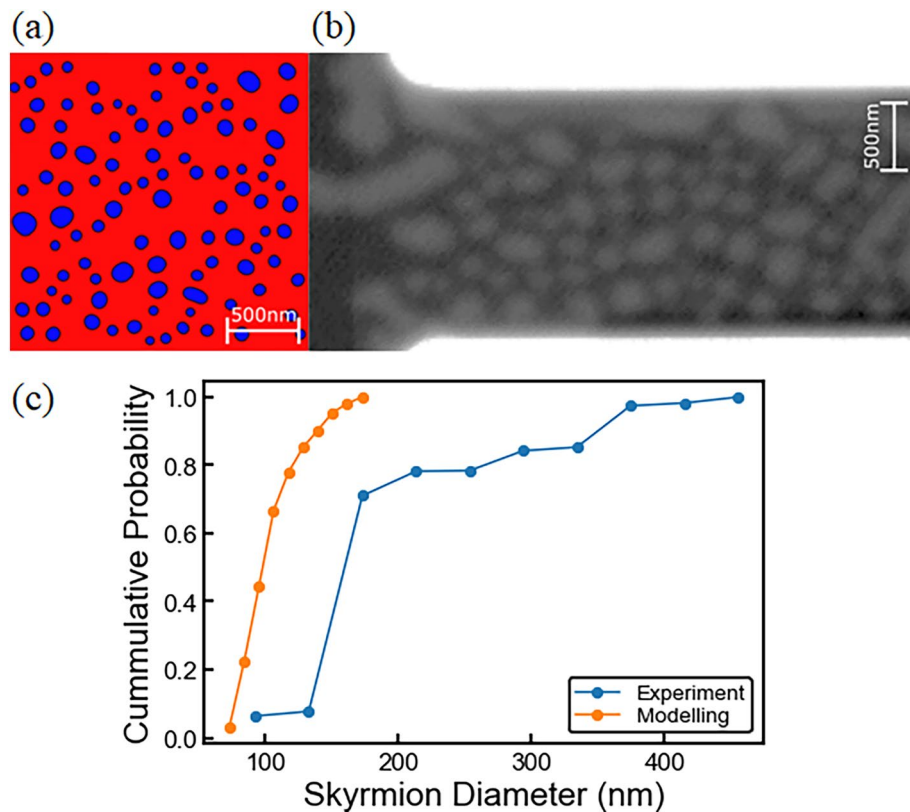 (a)
(b)
500nm
500nm
(c)
Cummulative Probability
1.0
0.8
0.6
0.4
0.2
0.0
Experiment
Modelling
100 200 300 400
Skyrmion Diameter (nm)